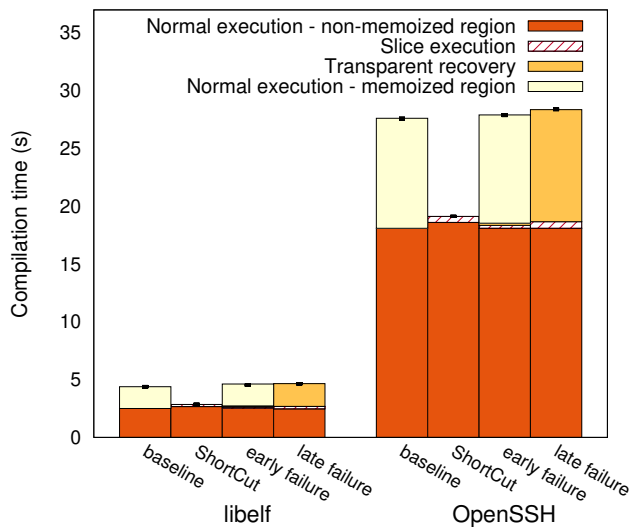 Normal execution - non-memoized region
Slice execution
Transparent recovery
Normal execution - memoized region
Compilation time (s)
35
30
25
20
15
10
5
0
baseline
ShortCut
early failure
late failure
baseline
ShortCut
early failure
late failure
libelf
OpenSSH